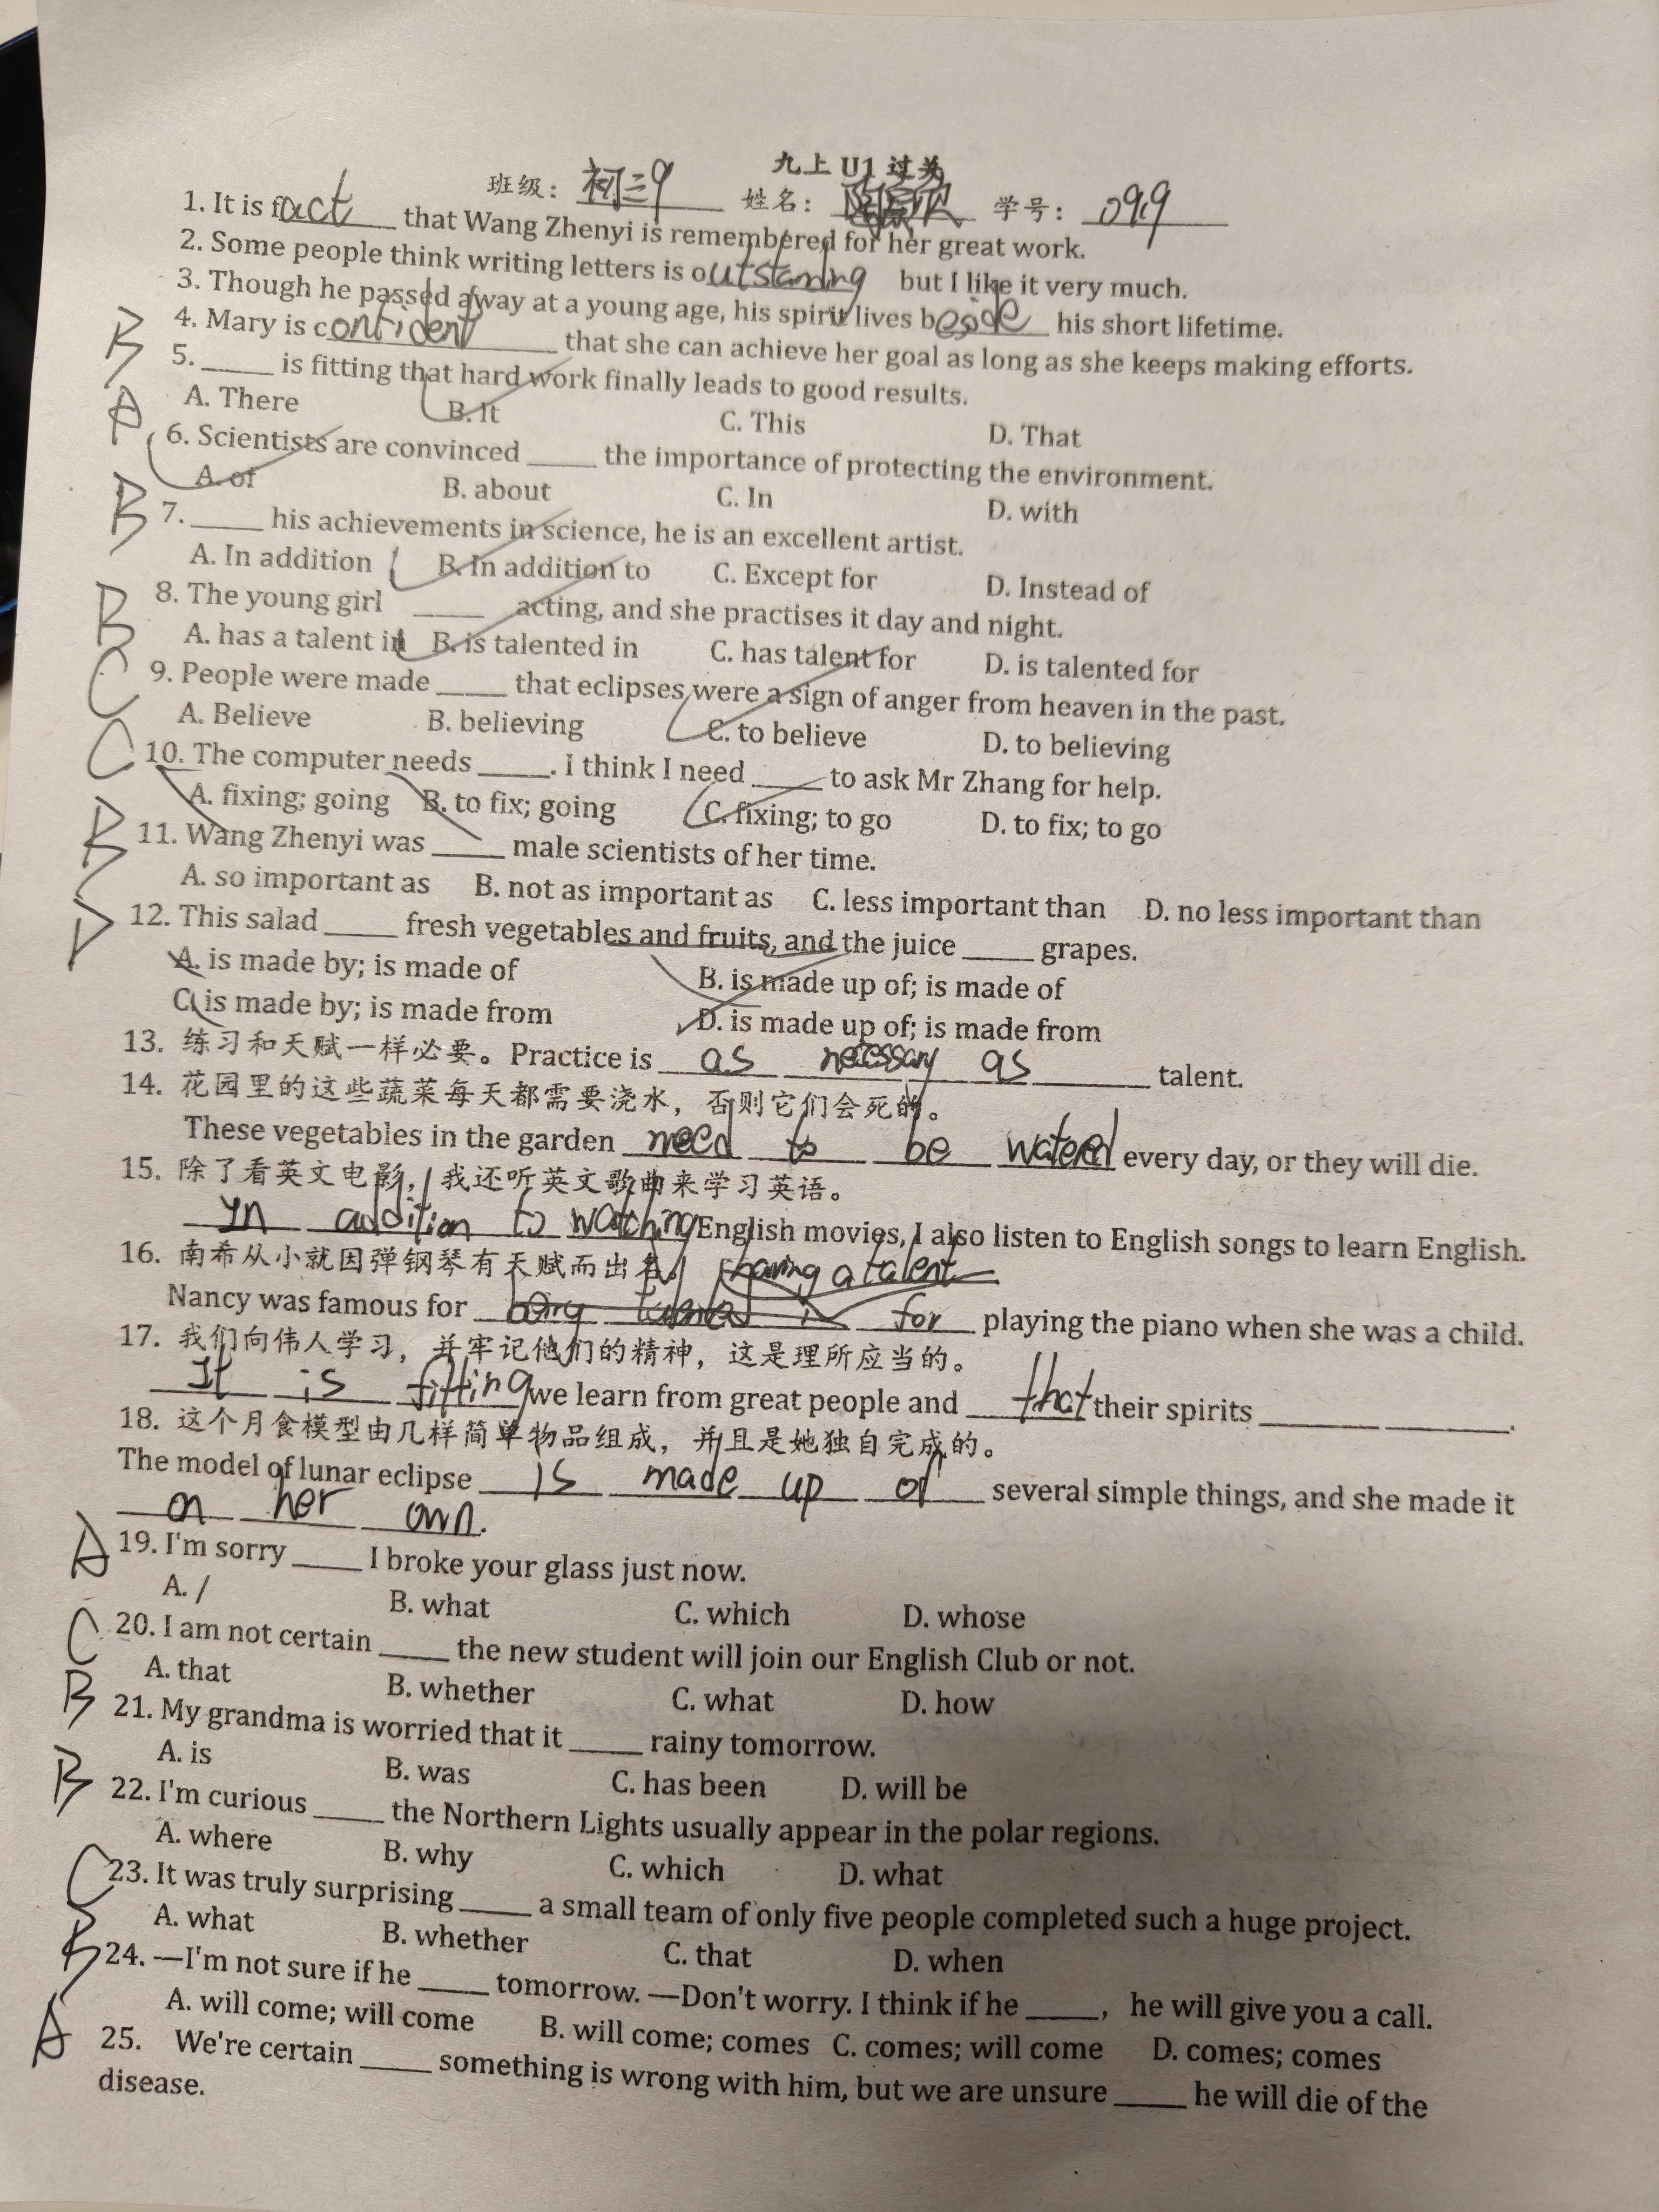 九上 U1 过关
班级： 初三9 姓名： 学号： 0919
1. It is fact that Wang Zhenyi is remembered for her great work.
2. Some people think writing letters is outstanding but I like it very much.
3. Though he passed away at a young age, his spirit lives beside his short lifetime.
4. Mary is confident that she can achieve her goal as long as she keeps making efforts.
B 5. _____ is fitting that hard work finally leads to good results.
A. There B. It C. This D. That
A 6. Scientists are convinced _____ the importance of protecting the environment.
A. of B. about C. In D. with
B 7. _____ his achievements in science, he is an excellent artist.
A. In addition B. In addition to C. Except for D. Instead of
B 8. The young girl _____ acting, and she practises it day and night.
A. has a talent in B. is talented in C. has talent for D. is talented for
C 9. People were made _____ that eclipses were a sign of anger from heaven in the past.
A. Believe B. believing C. to believe D. to believing
C 10. The computer needs _____. I think I need _____ to ask Mr Zhang for help.
A. fixing; going B. to fix; going C. fixing; to go D. to fix; to go
B 11. Wang Zhenyi was _____ male scientists of her time.
A. so important as B. not as important as C. less important than D. no less important than
D 12. This salad _____ fresh vegetables and fruits, and the juice _____ grapes.
A. is made by; is made of B. is made up of; is made of
C. is made by; is made from D. is made up of; is made from
13. 练习和天赋一样必要。Practice is as necessary as talent.
14. 花园里的这些蔬菜每天都需要浇水，否则它们会死的。
These vegetables in the garden need to be watered every day, or they will die.
15. 除了看英文电影，我还听英文歌曲来学习英语。
In addition to watching English movies, I also listen to English songs to learn English.
16. 南希从小就因弹钢琴有天赋而出名。 having a talent
Nancy was famous for for playing the piano when she was a child.
17. 我们向伟人学习，并牢记他们的精神，这是理所应当的。
It is fitting we learn from great people and that their spirits _____ _____.
18. 这个月食模型由几样简单物品组成，并且是她独自完成的。
The model of lunar eclipse is made up of several simple things, and she made it
on her own.
A 19. I'm sorry _____ I broke your glass just now.
A. / B. what C. which D. whose
C 20. I am not certain _____ the new student will join our English Club or not.
A. that B. whether C. what D. how
B 21. My grandma is worried that it _____ rainy tomorrow.
A. is B. was C. has been D. will be
B 22. I'm curious _____ the Northern Lights usually appear in the polar regions.
A. where B. why C. which D. what
C 23. It was truly surprising _____ a small team of only five people completed such a huge project.
A. what B. whether C. that D. when
B 24. —I'm not sure if he _____ tomorrow. —Don't worry. I think if he _____, he will give you a call.
A. will come; will come B. will come; comes C. comes; will come D. comes; comes
A 25. We're certain _____ something is wrong with him, but we are unsure _____ he will die of the
disease.